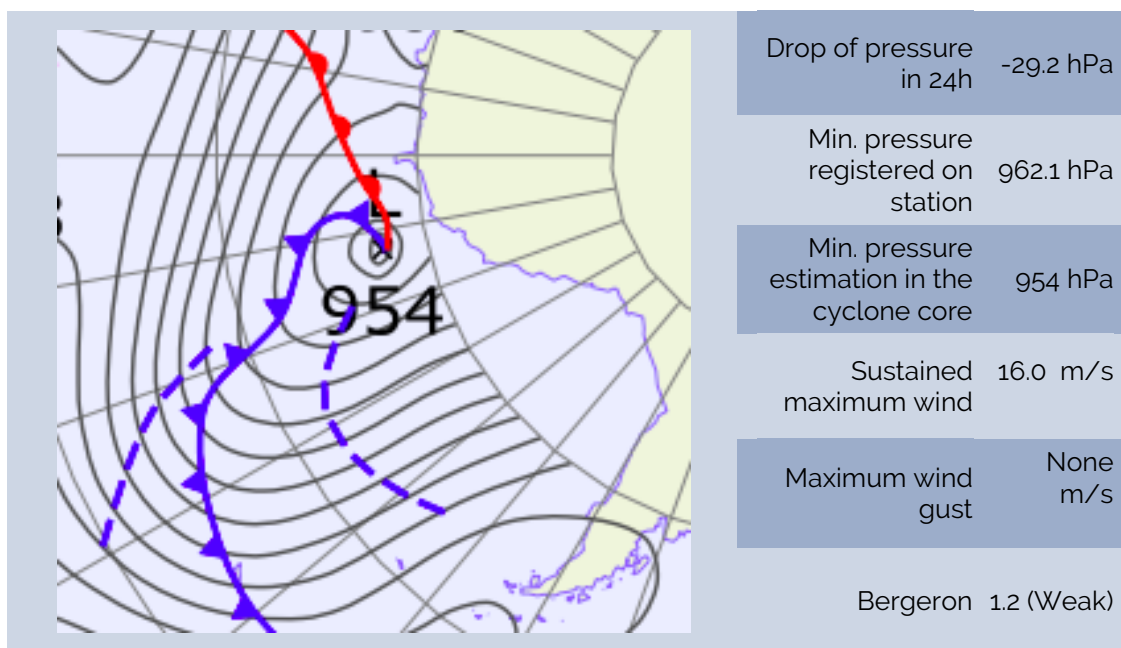 L
954
Drop of pressure
in 24h
-29.2 hPa
Min. pressure
registered on
station
962.1 hPa
Min. pressure
estimation in the
cyclone core
954 hPa
Sustained
maximum wind
16.0 m/s
Maximum wind
gust
None
m/s
Bergeron
1.2 (Weak)